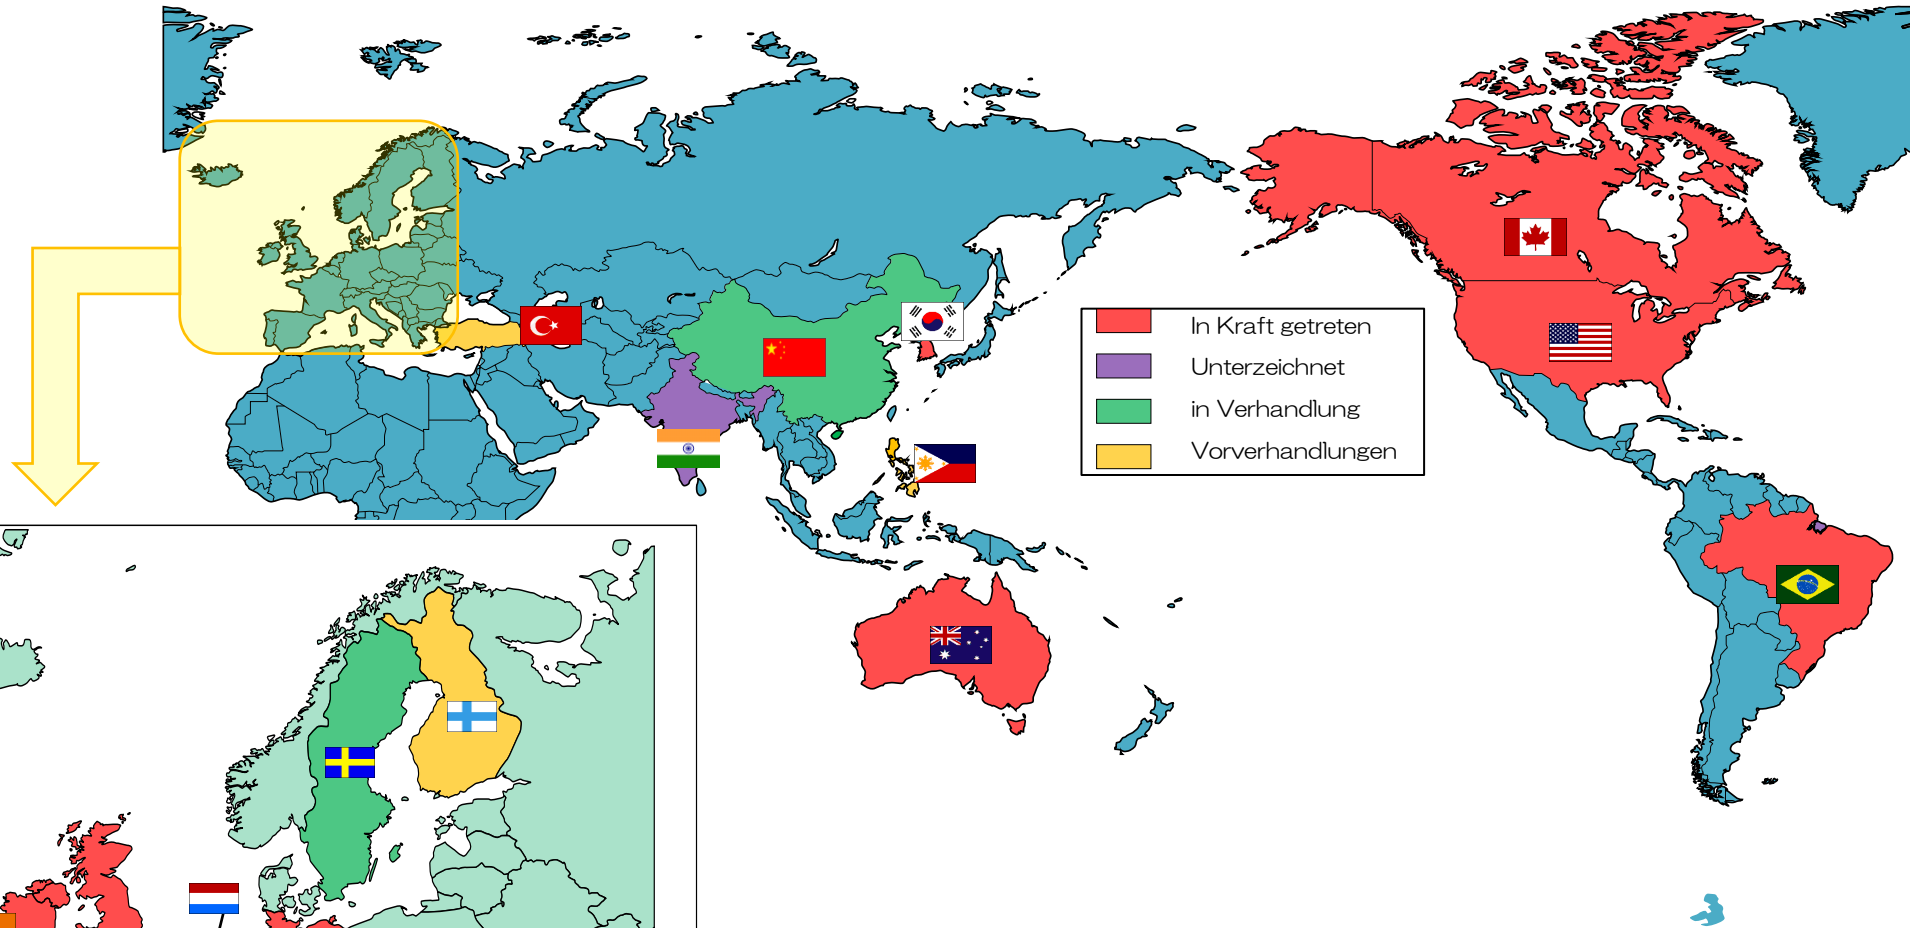 In Kraft getreten
Unterzeichnet
in Verhandlung
Vorverhandlungen